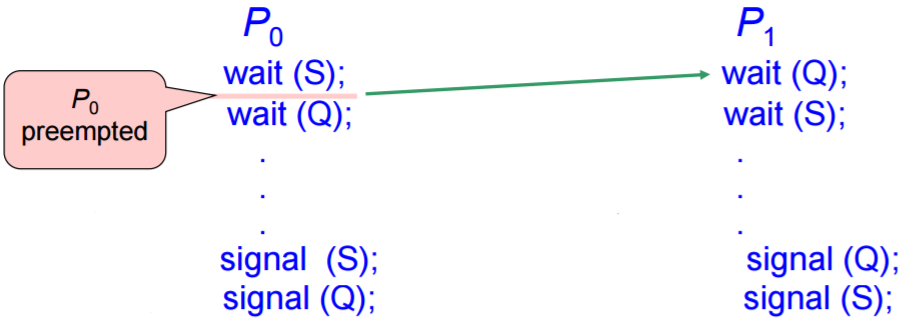 P0
wait (S);
wait (Q);
.
.
.
signal (S);
signal (Q);
P0
preempted
P1
wait (Q);
wait (S);
.
.
.
signal (Q);
signal (S);